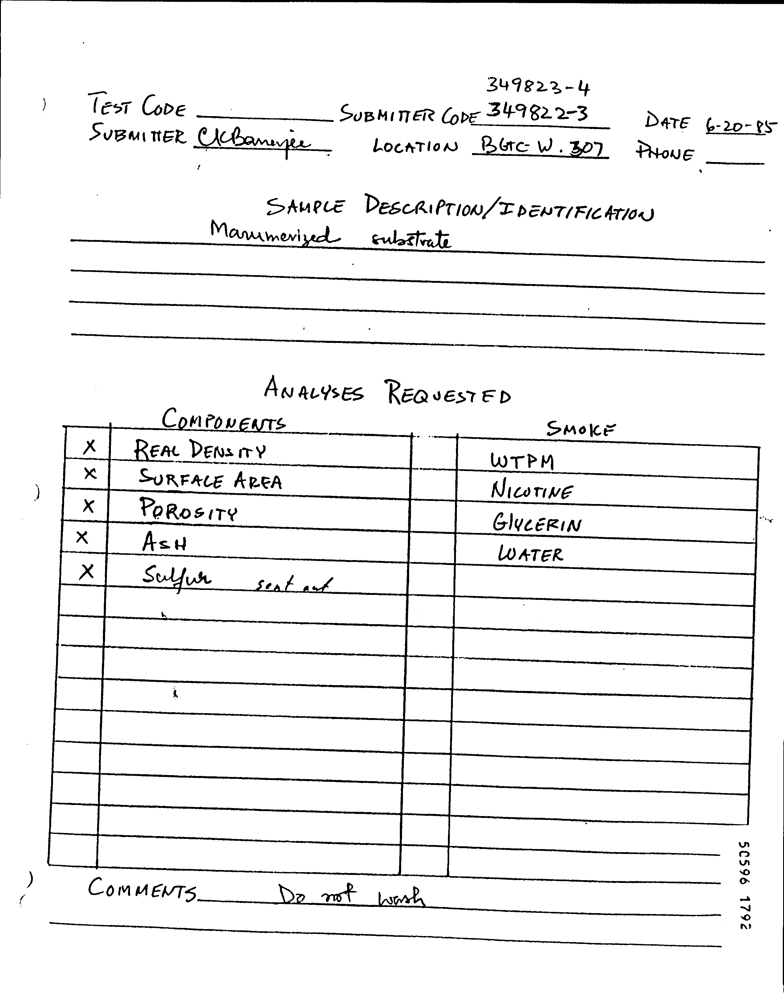 349823-4
TEST CODE SUBMITTER CODE 349822-3 DATE 6-20-85
SUBMITTER CKBanerjee LOCATION BGTC-W.307 PHONE
SAMPLE DESCRIPTION/IDENTIFICATION
Marumerized substrate
ANALYSES REQUESTED
COMPONENTS SMOKE
X REAL DENSITY WTPM
X SURFACE AREA NICOTINE
X POROSITY GLYCERIN
X ASH WATER
X Sulfur sent out
COMMENTS Do not wash
50596 1792